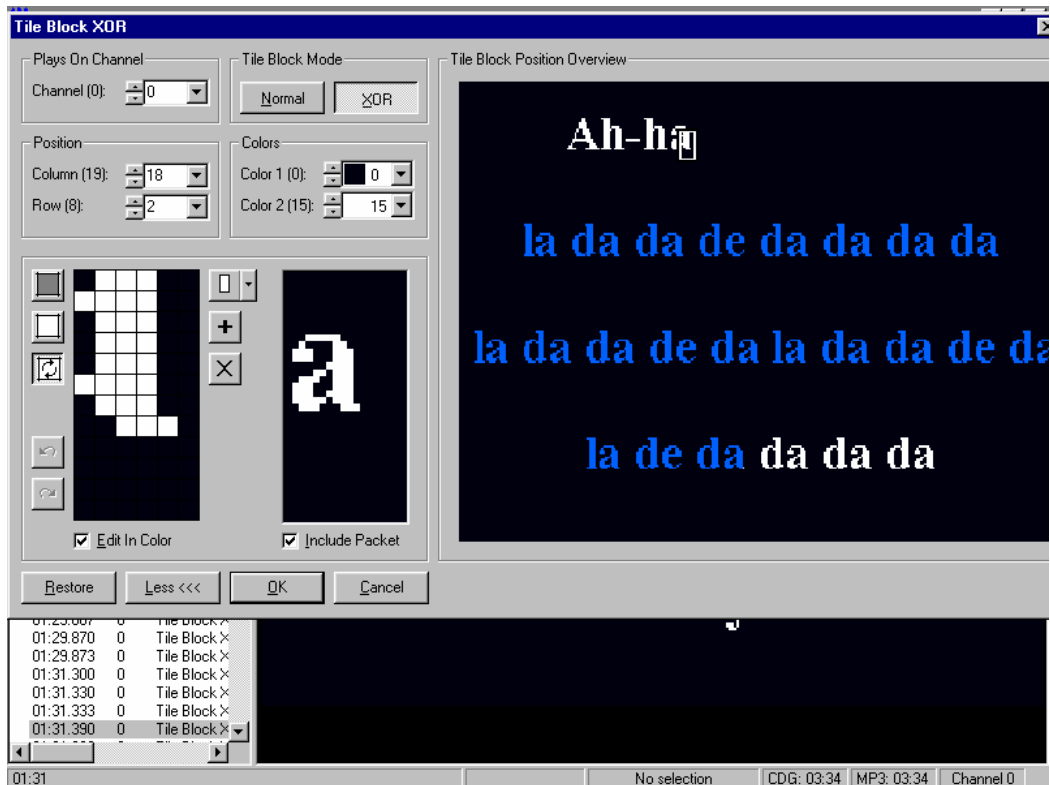 Tile Block XOR
Plays On Channel
Channel (0): 0
Tile Block Mode
Normal XOR
Position
Column (19): 18
Row (8): 2
Colors
Color 1 (0): 0
Color 2 (15): 15
Edit In Color
a
Include Packet
Tile Block Position Overview
Ah-ha
la da da de da da da da
la da da de da la da da de da
la de da da da da
Restore Less <<< OK Cancel
01:29.870 0 Tile Block X
01:29.873 0 Tile Block X
01:31.300 0 Tile Block X
01:31.330 0 Tile Block X
01:31.333 0 Tile Block X
01:31.390 0 Tile Block X
01:31 No selection CDG: 03:34 MP3: 03:34 Channel 0